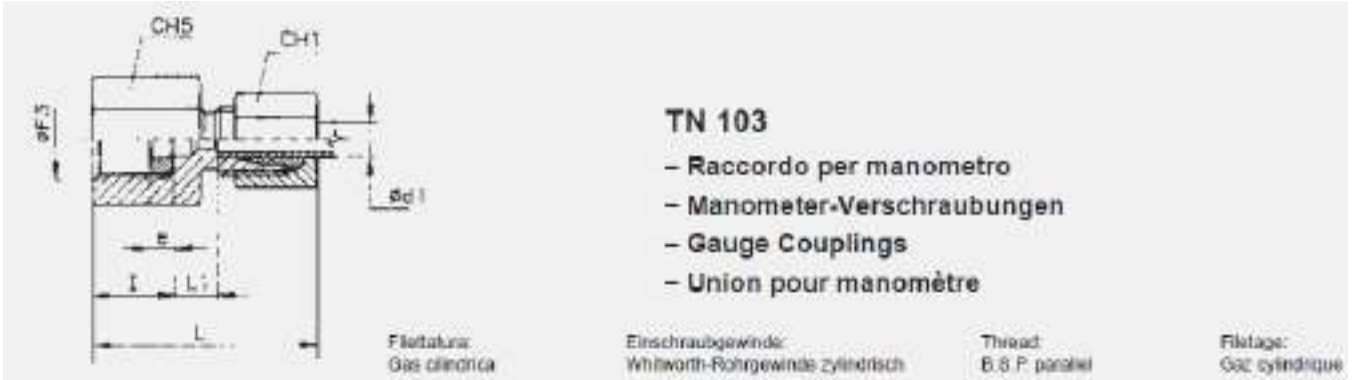 CH5
CH1
øF3
Ød1
B
I
L1
L
TN 103
– Raccordo per manometro
– Manometer-Verschraubungen
– Gauge Couplings
– Union pour manomètre
Filettatura:
Gas cilindrica
Einschraubgewinde:
Whitworth-Rohrgewinde zylindrisch
Thread:
B.S.P. parallel
Filetage:
Gaz cylindrique